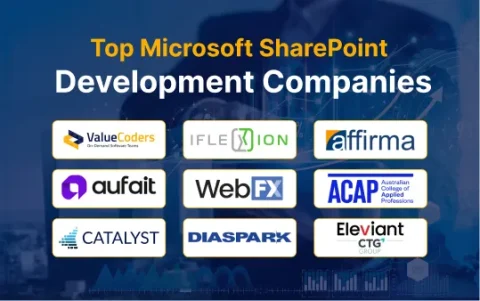 Top Microsoft SharePoint
Development Companies
ValueCoders
On-Demand Software Teams
IFLEXION
affirma
aufait
WebFX
ACAP
Australian
College of
Applied
Professions
CATALYST
DIASPARK
Eleviant
CTG
GROUP